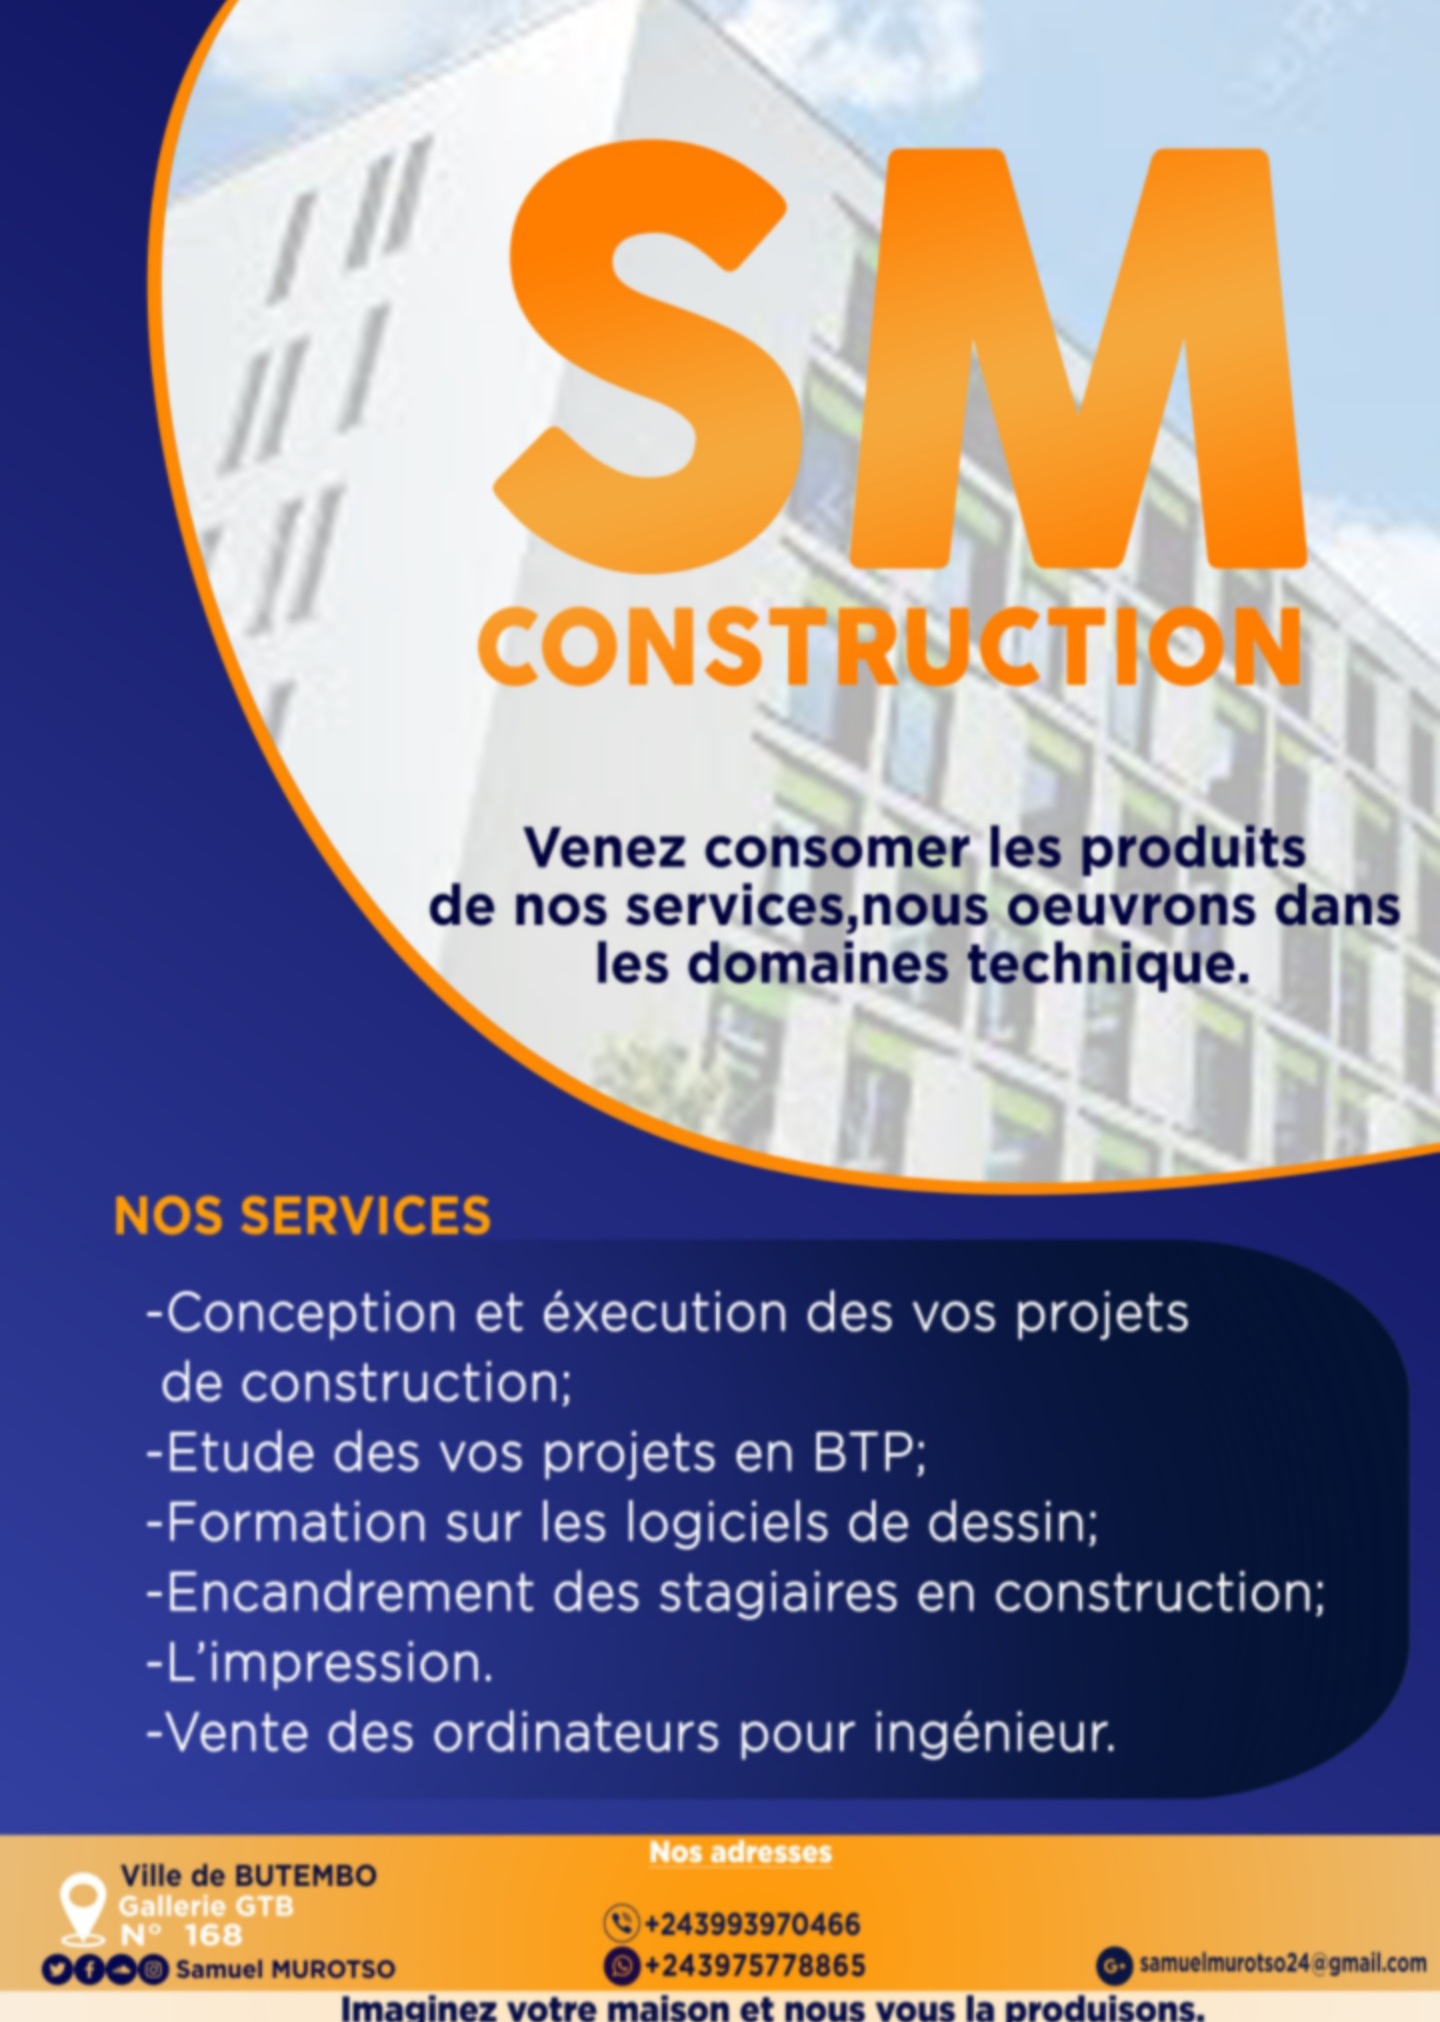 SM
CONSTRUCTION
Venez consomer les produits
de nos services,nous oeuvrons dans
les domaines technique.
NOS SERVICES
-Conception et éxecution des vos projets
de construction;
-Etude des vos projets en BTP;
-Formation sur les logiciels de dessin;
-Encandrement des stagiaires en construction;
-L'impression.
-Vente des ordinateurs pour ingénieur.
Nos adresses
Ville de BUTEMBO
Gallerie GTB
N° 168
Samuel MUROTSO
+243993970466
+243975778865
samuelmurotso24@gmail.com
Imaginez votre maison et nous vous la produisons.